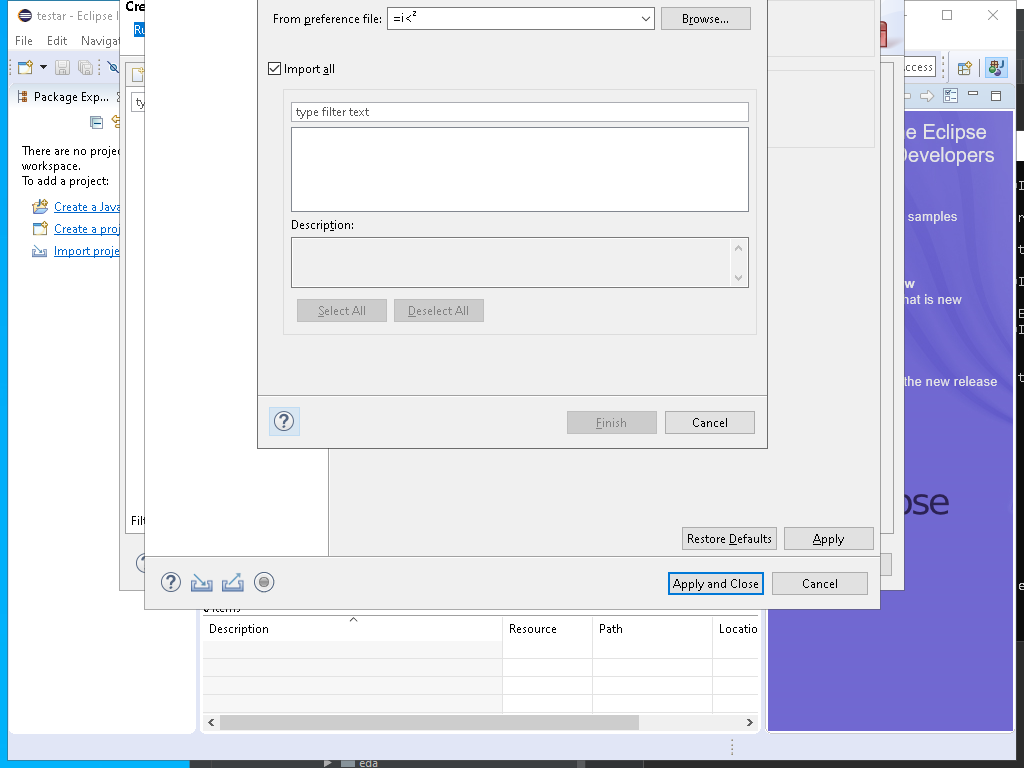 testar - Eclipse I
File Edit Navigat
Cre
Ru
From preference file: =i<²
Browse...
ccess
Package Exp...
Import all
ty
type filter text
There are no projec
workspace.
To add a project:
Create a Java
Create a proj
Import proje
Description:
Select All
Deselect All
e Eclipse
Developers
samples
w
hat is new
the new release
pse
Finish
Cancel
Filt
Restore Defaults
Apply
Apply and Close
Cancel
items
Description
Resource
Path
Locatio
eda